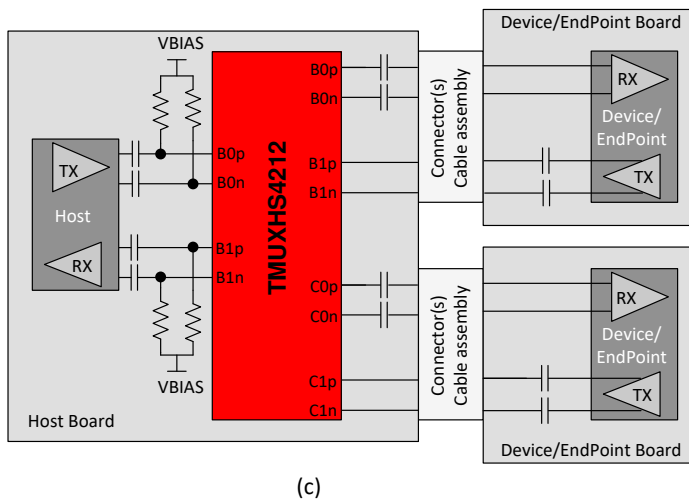 Device/EndPoint Board
VBIAS
B0p
B0n
RX
Device/
EndPoint
TX
Connector(s)
Cable assembly
B1p
B1n
TX
Host
RX
B0p
B0n
B1p
B1n
TMUXHS4212
VBIAS
C0p
C0n
C1p
C1n
Connector(s)
Cable assembly
RX
Device/
EndPoint
TX
Host Board
Device/EndPoint Board
(c)